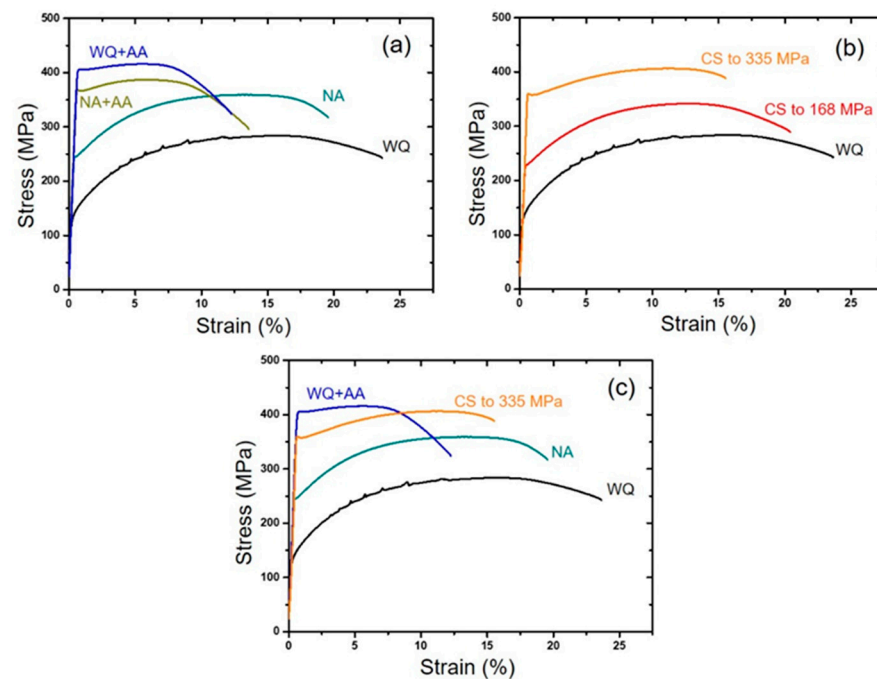 (a)
500
400
300
200
100
0
Stress (MPa)
WQ+AA
NA+AA
NA
WQ
0 5 10 15 20 25
Strain (%)
(b)
500
400
300
200
100
0
Stress (MPa)
CS to 335 MPa
CS to 168 MPa
WQ
0 5 10 15 20 25
Strain (%)
(c)
500
400
300
200
100
0
Stress (MPa)
WQ+AA
CS to 335 MPa
NA
WQ
0 5 10 15 20 25
Strain (%)